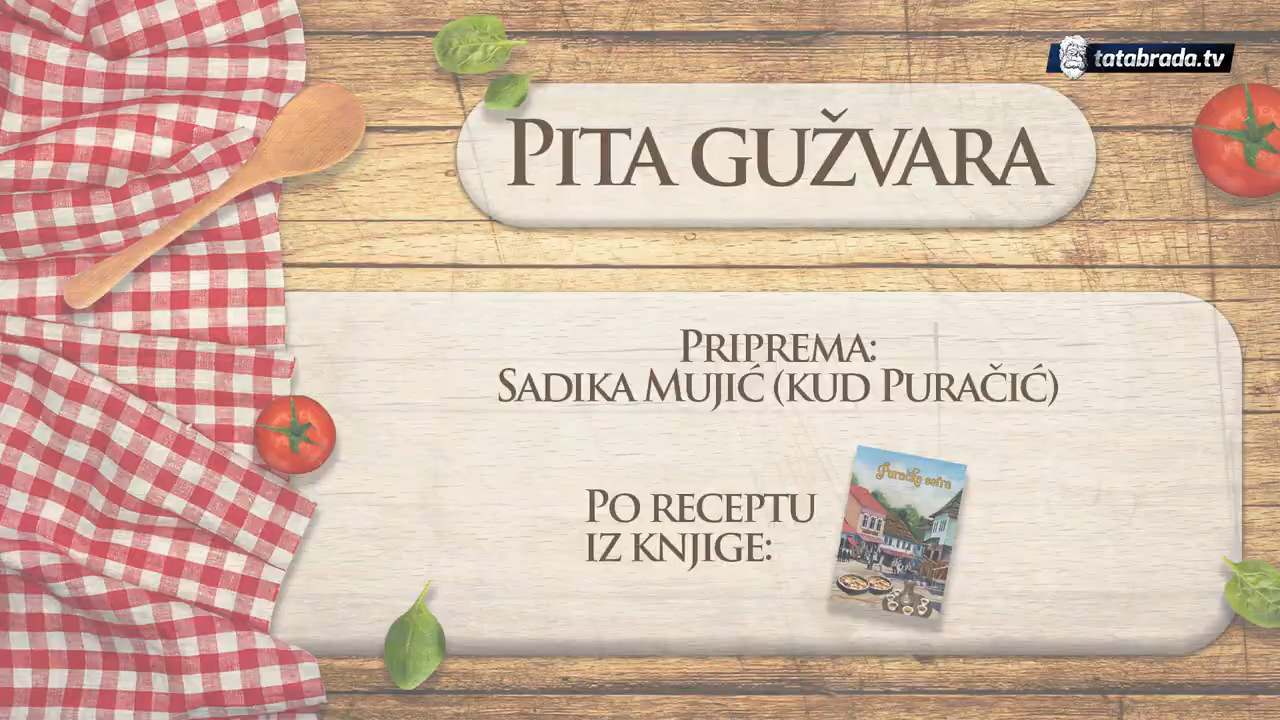 tatabrada.tv
PITA GUŽVARA
PRIPREMA:
SADIKA MUJIĆ (KUD PURAČIĆ)
PO RECEPTU
IZ KNJIGE:
Puračka sofra